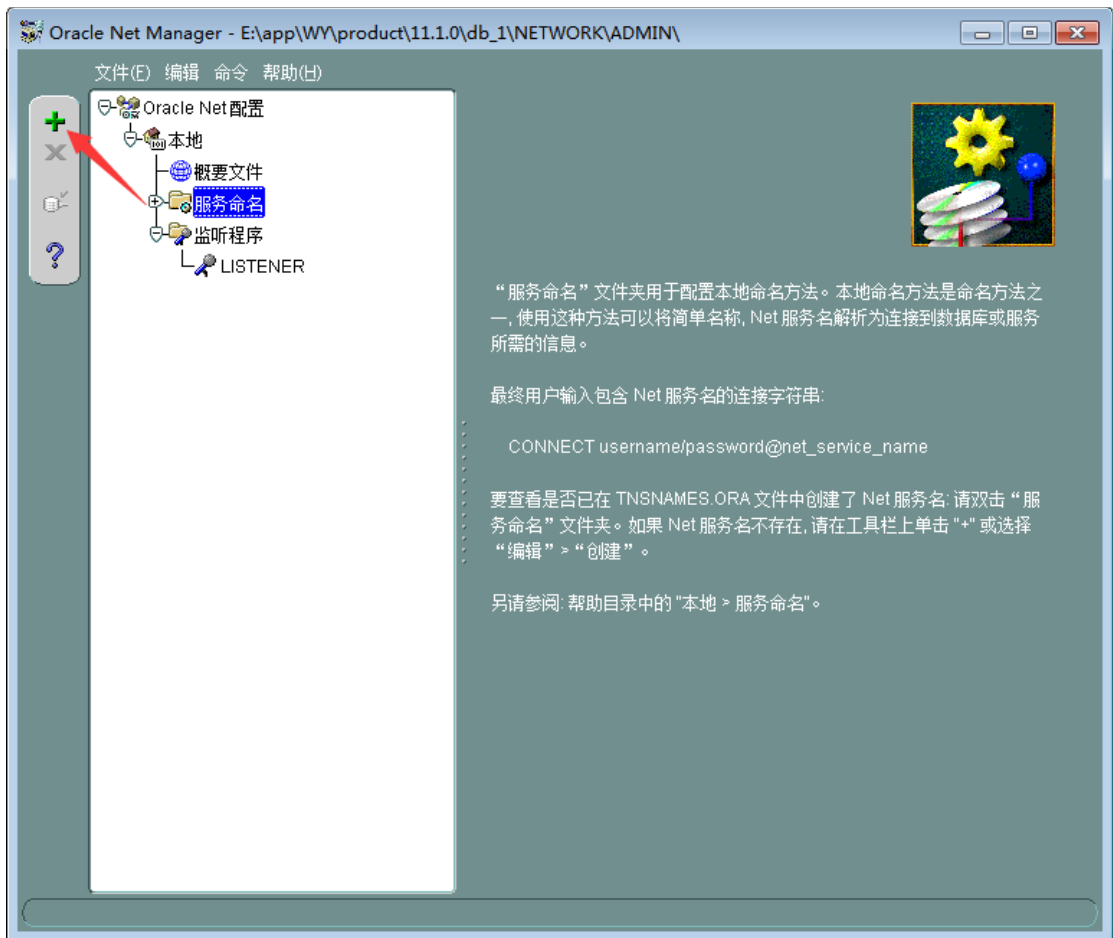 Oracle Net Manager - E:\app\WY\product\11.1.0\db_1\NETWORK\ADMIN\
文件(F) 编辑 命令 帮助(H)
Oracle Net 配置
本地
概要文件
服务命名
监听程序
LISTENER
“服务命名”文件夹用于配置本地命名方法。本地命名方法是命名方法之
一, 使用这种方法可以将简单名称, Net 服务名解析为连接到数据库或服务
所需的信息。
最终用户输入包含 Net 服务名的连接字符串:
CONNECT username/password@net_service_name
要查看是否已在 TNSNAMES.ORA 文件中创建了 Net 服务名: 请双击“服
务命名”文件夹。如果 Net 服务名不存在, 请在工具栏上单击 "+" 或选择
“编辑”>“创建”。
另请参阅: 帮助目录中的 "本地 > 服务命名"。